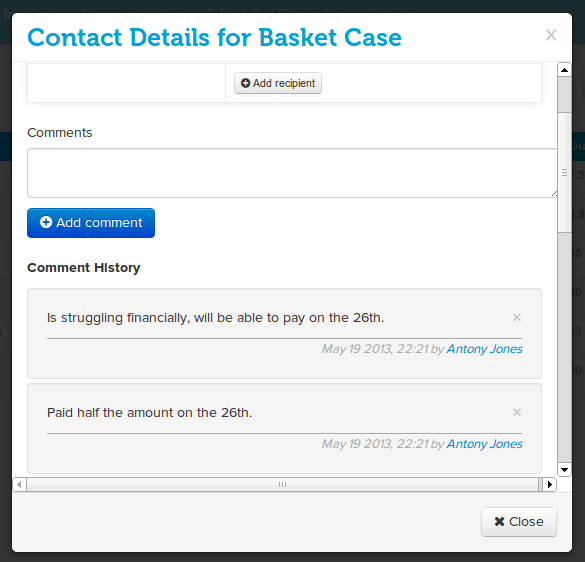 Contact Details for Basket Case
×
Add recipient
Comments
Add comment
Comment History
Is struggling financially, will be able to pay on the 26th.
×
May 19 2013, 22:21 by Antony Jones
Paid half the amount on the 26th.
×
May 19 2013, 22:21 by Antony Jones
Close